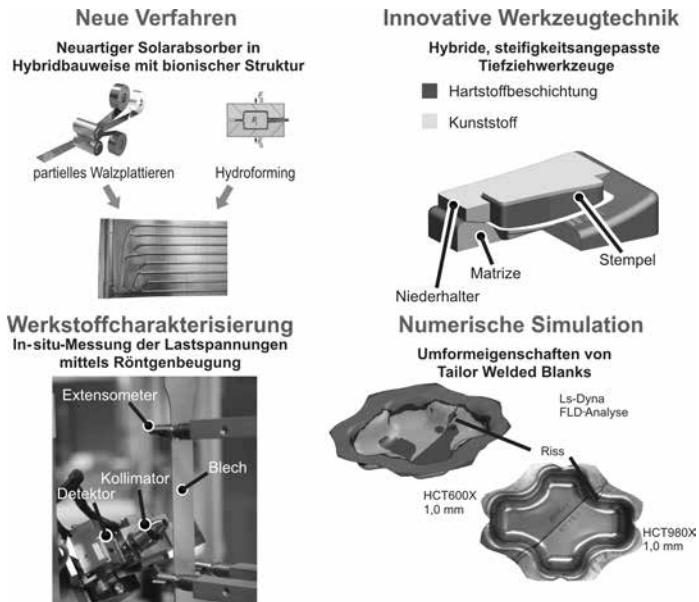 Neue Verfahren
Neuartiger Solarabsorber in
Hybridbauweise mit bionischer Struktur
partielles Walzplattieren
Hydroforming
Innovative Werkzeugtechnik
Hybride, steifigkeitsangepasste
Tiefziehwerkzeuge
Hartstoffbeschichtung
Kunststoff
Stempel
Matrize
Niederhalter
Werkstoffcharakterisierung
In-situ-Messung der Lastspannungen
mittels Röntgenbeugung
Extensometer
Blech
Kollimator
Detektor
Numerische Simulation
Umformeigenschaften von
Tailor Welded Blanks
Ls-Dyna
FLD-Analyse
Riss
HCT600X
1,0 mm
HCT980X
1,0 mm